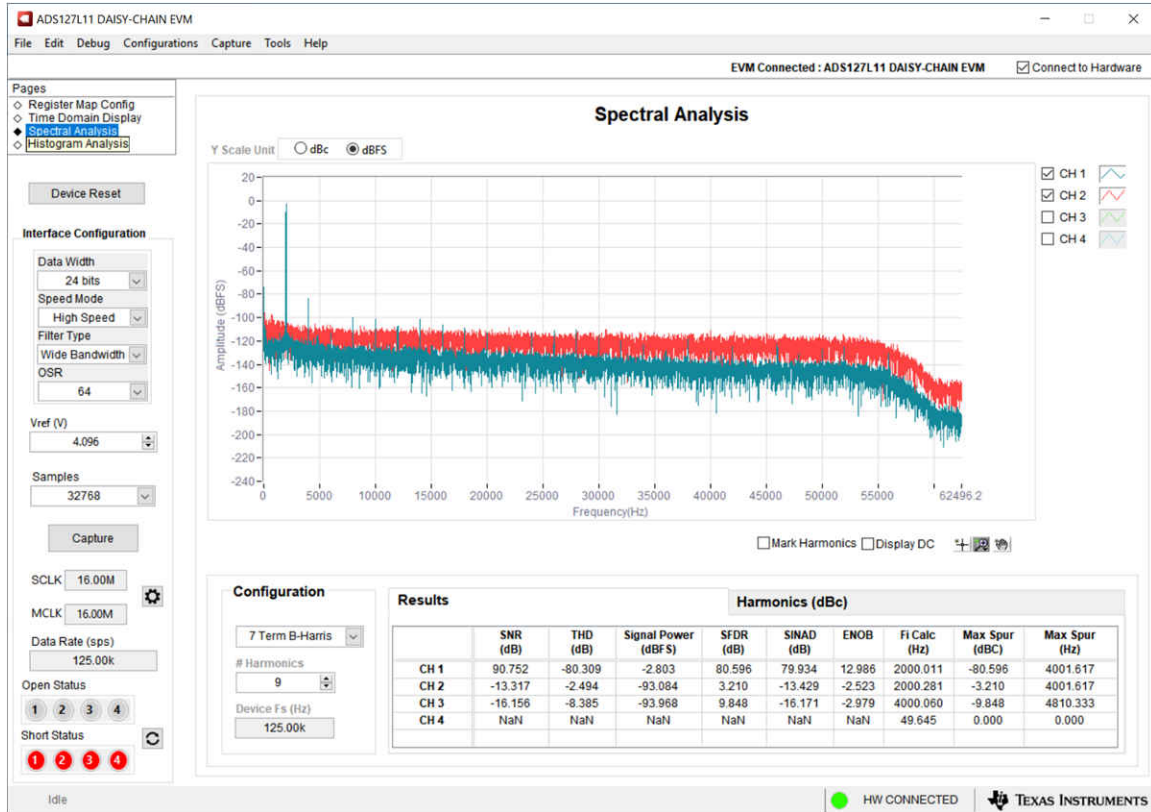 ADS127L11 DAISY-CHAIN EVM
File Edit Debug Configurations Capture Tools Help
EVM Connected : ADS127L11 DAISY-CHAIN EVM Connect to Hardware
Pages
Register Map Config
Time Domain Display
Spectral Analysis
Histogram Analysis
Device Reset
Interface Configuration
Data Width
24 bits
Speed Mode
High Speed
Filter Type
Wide Bandwidth
OSR
64
Vref (V)
4.096
Samples
32768
Capture
SCLK 16.00M
MCLK 16.00M
Data Rate (sps)
125.00k
Open Status
1 2 3 4
Short Status
1 2 3 4
Spectral Analysis
Y Scale Unit dBc dBFS
Amplitude (dBFS)
20
0
-20
-40
-60
-80
-100
-120
-140
-160
-180
-200
-220
-240
0 5000 10000 15000 20000 25000 30000 35000 40000 45000 50000 55000 62496.2
Frequency(Hz)
CH 1
CH 2
CH 3
CH 4
Mark Harmonics Display DC
Configuration
7 Term B-Harris
# Harmonics
9
Device Fs (Hz)
125.00k
Results Harmonics (dBc)
SNR (dB) THD (dB) Signal Power (dBFS) SFDR (dB) SINAD (dB) ENOB Fi Calc (Hz) Max Spur (dBC) Max Spur (Hz)
CH 1 90.752 -80.309 -2.803 80.596 79.934 12.986 2000.011 -80.596 4001.617
CH 2 -13.317 -2.494 -93.084 3.210 -13.429 -2.523 2000.281 -3.210 4001.617
CH 3 -16.156 -8.385 -93.968 9.848 -16.171 -2.979 4000.060 -9.848 4810.333
CH 4 NaN NaN NaN NaN NaN NaN 49.645 0.000 0.000
Idle HW CONNECTED TEXAS INSTRUMENTS